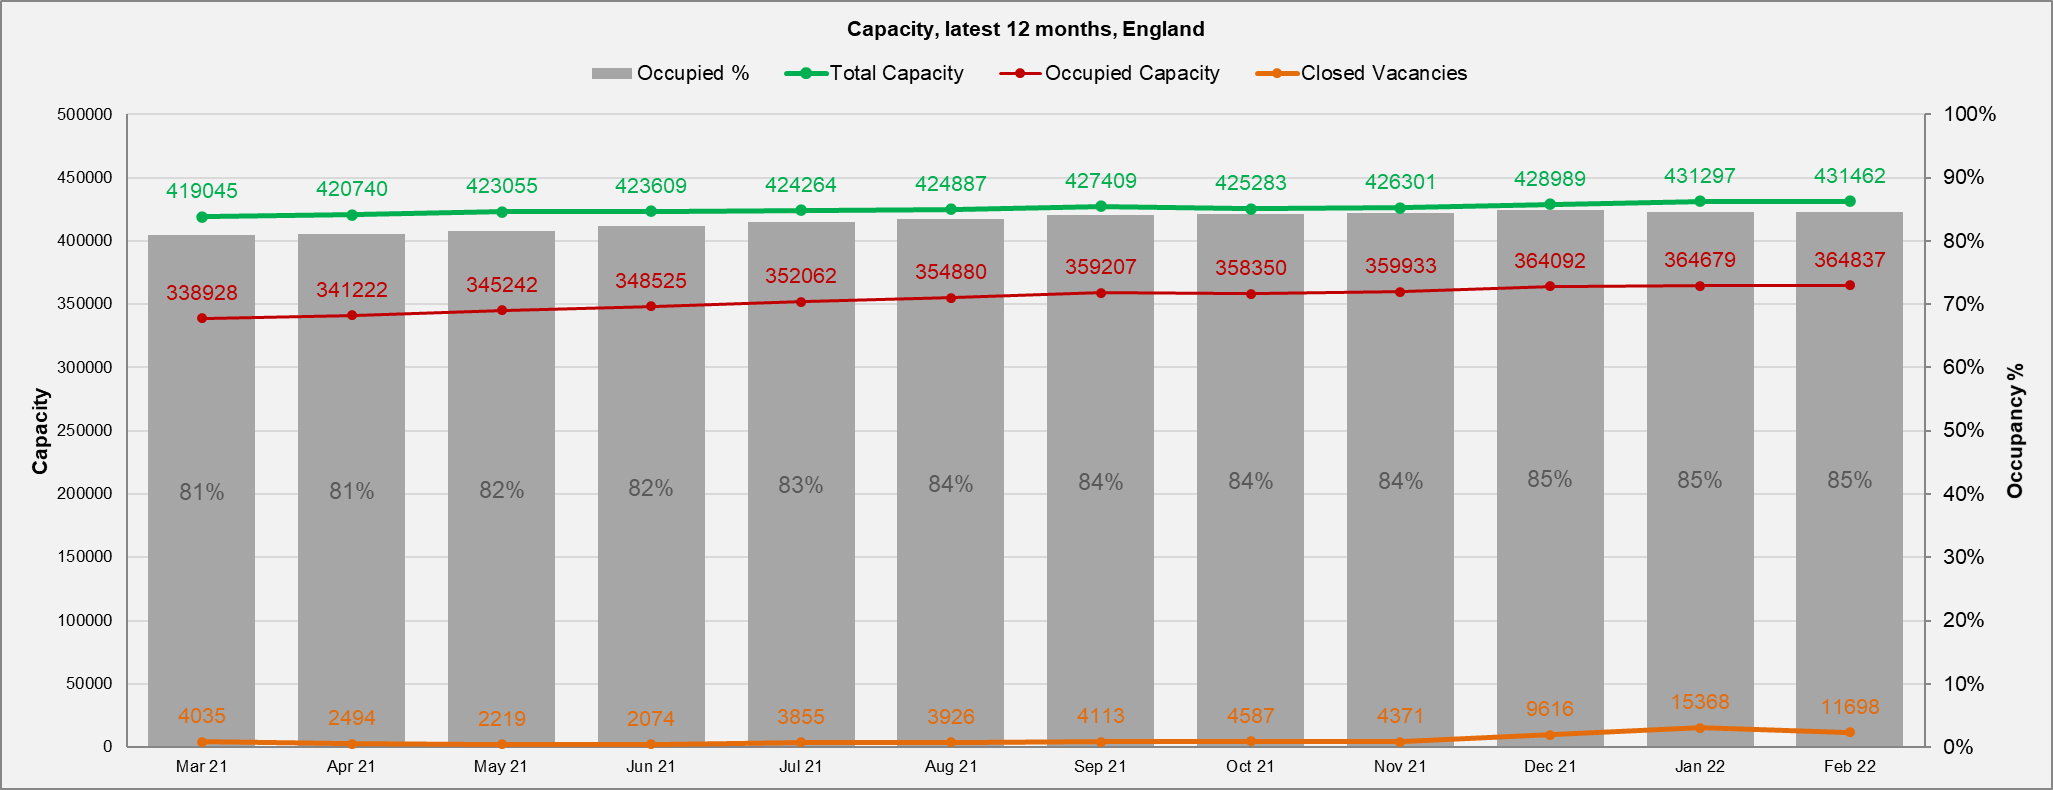 Capacity, latest 12 months, England
Occupied % Total Capacity Occupied Capacity Closed Vacancies
500000 100%
450000 90%
400000 80%
350000 70%
300000 60%
250000 50%
200000 40%
150000 30%
100000 20%
50000 10%
0 0%
Capacity
Occupancy %
419045 420740 423055 423609 424264 424887 427409 425283 426301 428989 431297 431462
338928 341222 345242 348525 352062 354880 359207 358350 359933 364092 364679 364837
81% 81% 82% 82% 83% 84% 84% 84% 84% 85% 85% 85%
4035 2494 2219 2074 3855 3926 4113 4587 4371 9616 15368 11698
Mar 21 Apr 21 May 21 Jun 21 Jul 21 Aug 21 Sep 21 Oct 21 Nov 21 Dec 21 Jan 22 Feb 22